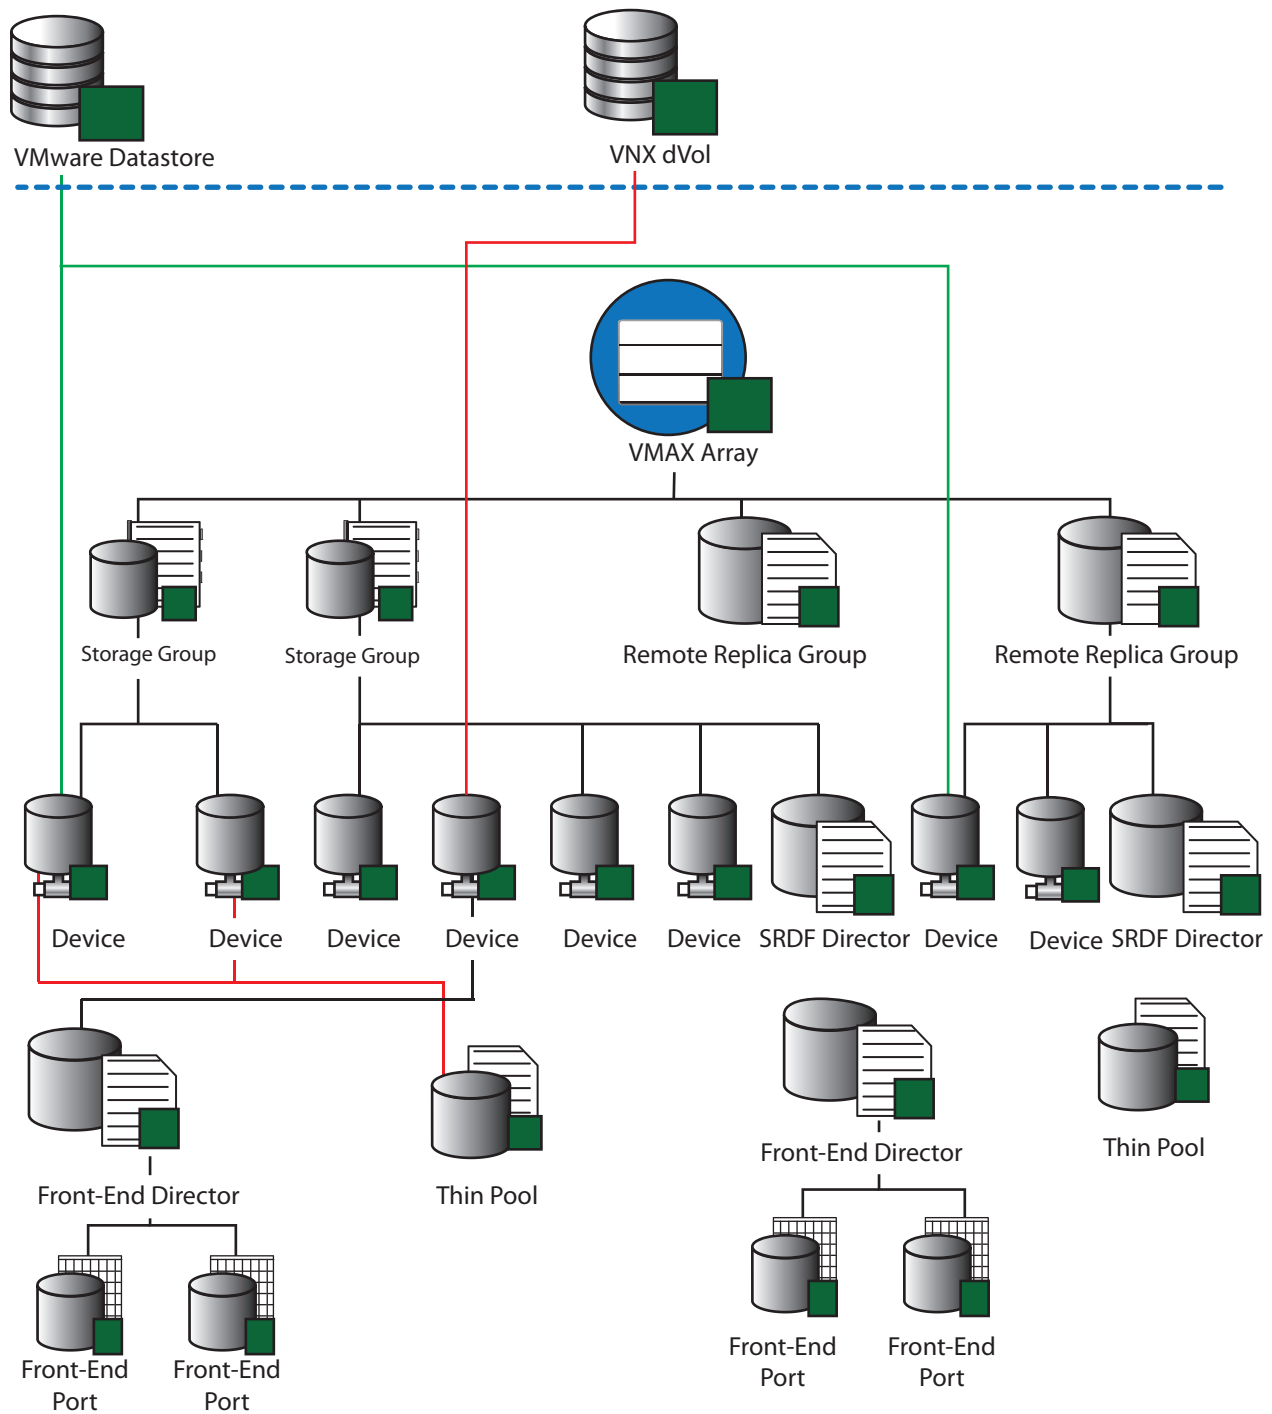 VMware Datastore
VNX dVol
VMAX Array
Storage Group
Storage Group
Remote Replica Group
Remote Replica Group
Device
Device
Device
Device
Device
Device
SRDF Director
Device
Device
SRDF Director
Front-End Director
Thin Pool
Front-End Director
Thin Pool
Front-End
Port
Front-End
Port
Front-End
Port
Front-End
Port